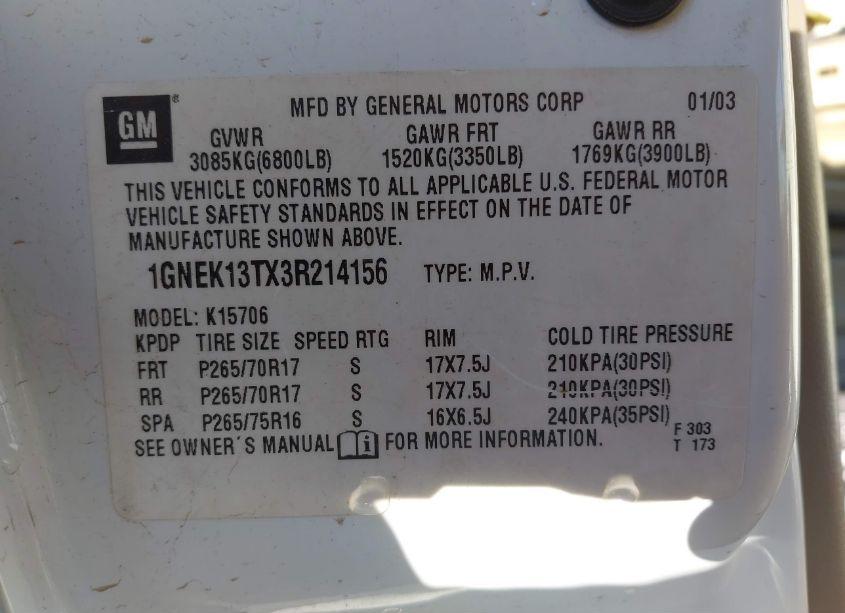 GM ® MFD BY GENERAL MOTORS CORP 01/03
GVWR GAWR FRT GAWR RR
3085KG(6800LB) 1520KG(3350LB) 1769KG(3900LB)
THIS VEHICLE CONFORMS TO ALL APPLICABLE U.S. FEDERAL MOTOR
VEHICLE SAFETY STANDARDS IN EFFECT ON THE DATE OF
MANUFACTURE SHOWN ABOVE.
1GNEK13TX3R214156 TYPE: M.P.V.
MODEL: K15706
KPDP TIRE SIZE SPEED RTG RIM COLD TIRE PRESSURE
FRT P265/70R17 S 17X7.5J 210KPA(30PSI)
RR P265/70R17 S 17X7.5J 210KPA(30PSI)
SPA P265/75R16 S 16X6.5J 240KPA(35PSI)
F 303
SEE OWNER´S MANUAL i FOR MORE INFORMATION.
T 173